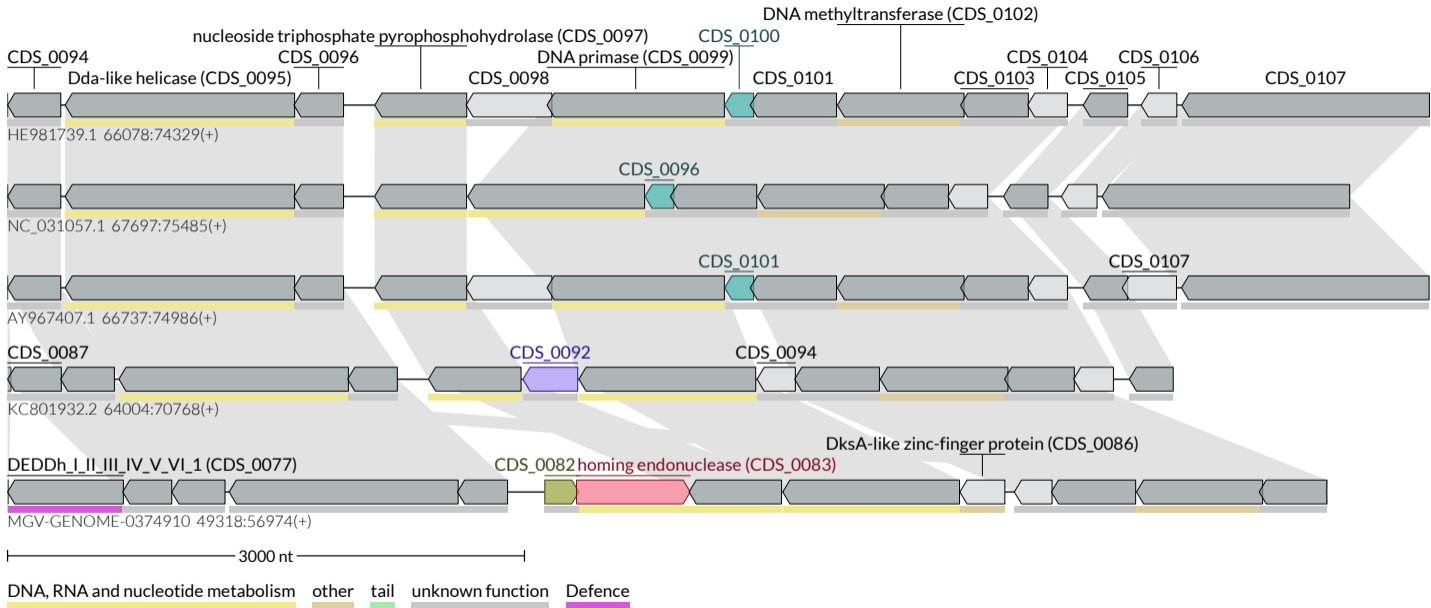 DNA methyltransferase (CDS_0102)
nucleoside triphosphate pyrophosphohydrolase (CDS_0097) CDS_0100
CDS_0094 CDS_0096 DNA primase (CDS_0099) CDS_0104 CDS_0106
Dda-like helicase (CDS_0095) CDS_0098 CDS_0101 CDS_0103 CDS_0105 CDS_0107
HE981739.1 66078:74329(+)
CDS_0096
NC_031057.1 67697:75485(+)
CDS_0101 CDS_0107
AY967407.1 66737:74986(+)
CDS_0087 CDS_0092 CDS_0094
KC801932.2 64004:70768(+)
DksA-like zinc-finger protein (CDS_0086)
DEDDh_I_II_III_IV_V_VI_1 (CDS_0077) CDS_0082 homing endonuclease (CDS_0083)
MGV-GENOME-0374910 49318:56974(+)
3000 nt
DNA, RNA and nucleotide metabolism other tail unknown function Defence